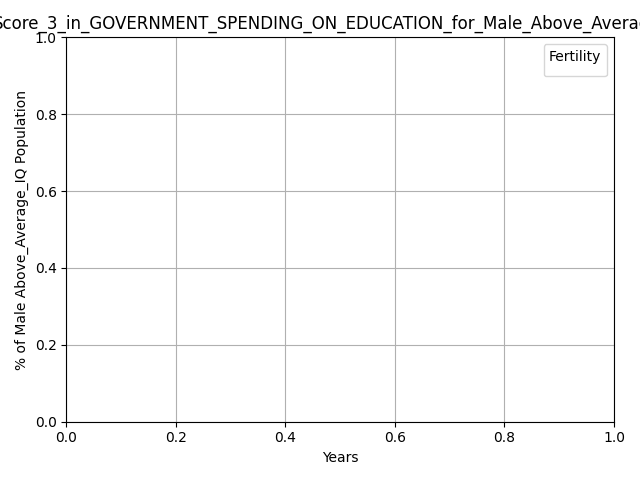 Score_3_in_GOVERNMENT_SPENDING_ON_EDUCATION_for_Male_Above_Avera
Fertility
% of Male Above_Average_IQ Population
1.0
0.8
0.6
0.4
0.2
0.0
0.0 0.2 0.4 0.6 0.8 1.0
Years